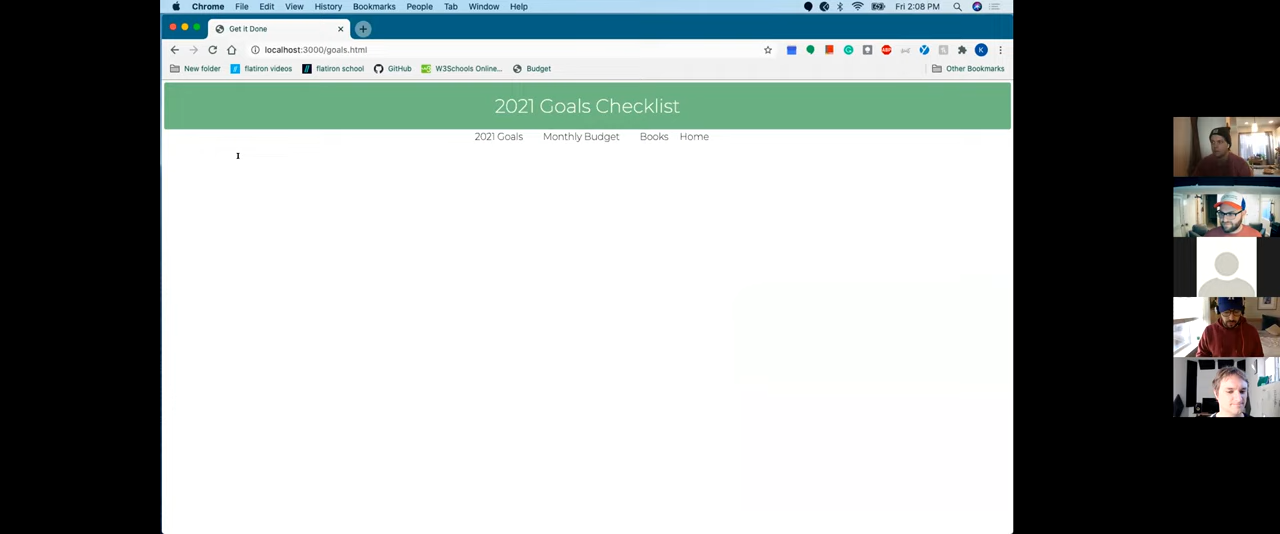 Chrome File Edit View History Bookmarks People Tab Window Help Fri 2:08 PM
Get it Done
localhost:3000/goals.html
New folder flatiron videos flatiron school GitHub W3Schools Online... Budget Other Bookmarks
2021 Goals Checklist
2021 Goals Monthly Budget Books Home